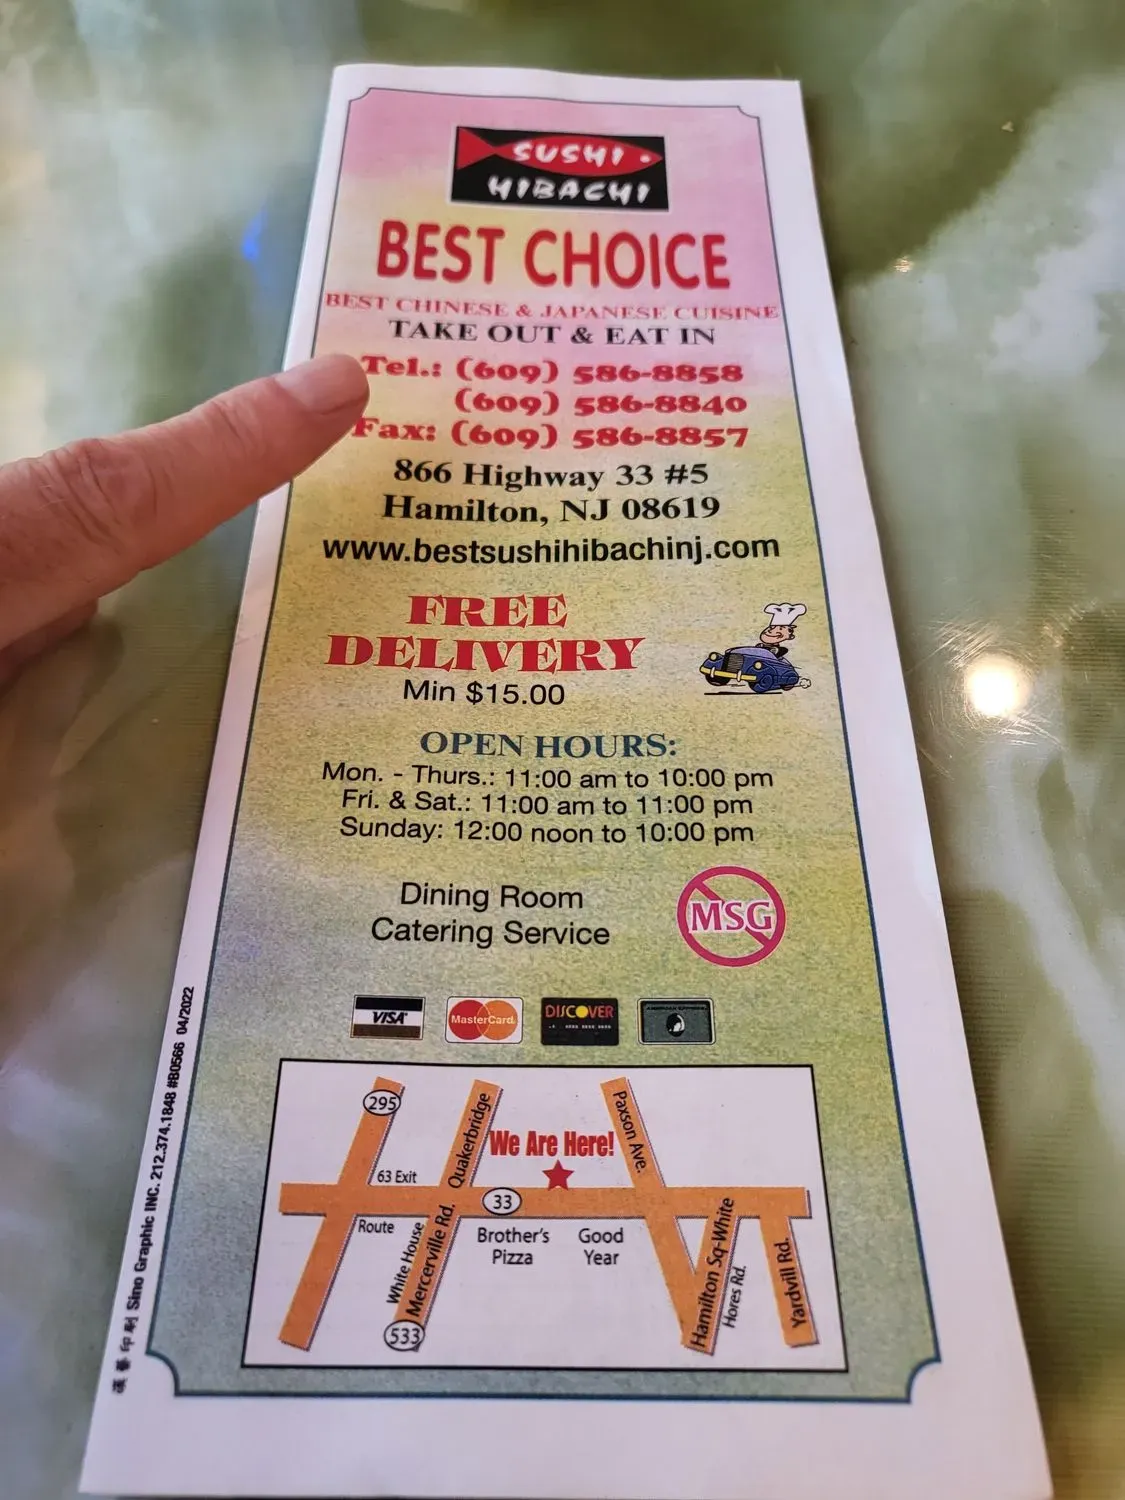 SUSHI
HIBACHI
BEST CHOICE
BEST CHINESE & JAPANESE CUISINE
TAKE OUT & EAT IN
Tel.: (609) 586-8858
(609) 586-8840
Fax: (609) 586-8857
866 Highway 33 #5
Hamilton, NJ 08619
www.bestsushihibachinj.com
FREE
DELIVERY
Min $15.00
OPEN HOURS:
Mon. - Thurs.: 11:00 am to 10:00 pm
Fri. & Sat.: 11:00 am to 11:00 pm
Sunday: 12:00 noon to 10:00 pm
Dining Room
Catering Service
MSG
VISA
MasterCard
DISCOVER
AMERICAN EXPRESS
295
Quakerbridge
We Are Here!
Paxson Ave.
63 Exit
33
Route
White House
Mercerville Rd.
Brother's
Pizza
Good
Year
Hamilton Sq-White
Hores Rd.
Yardvill Rd.
533
印刷 Sino Graphic INC. 212.374.1848 #B0566 04/2022